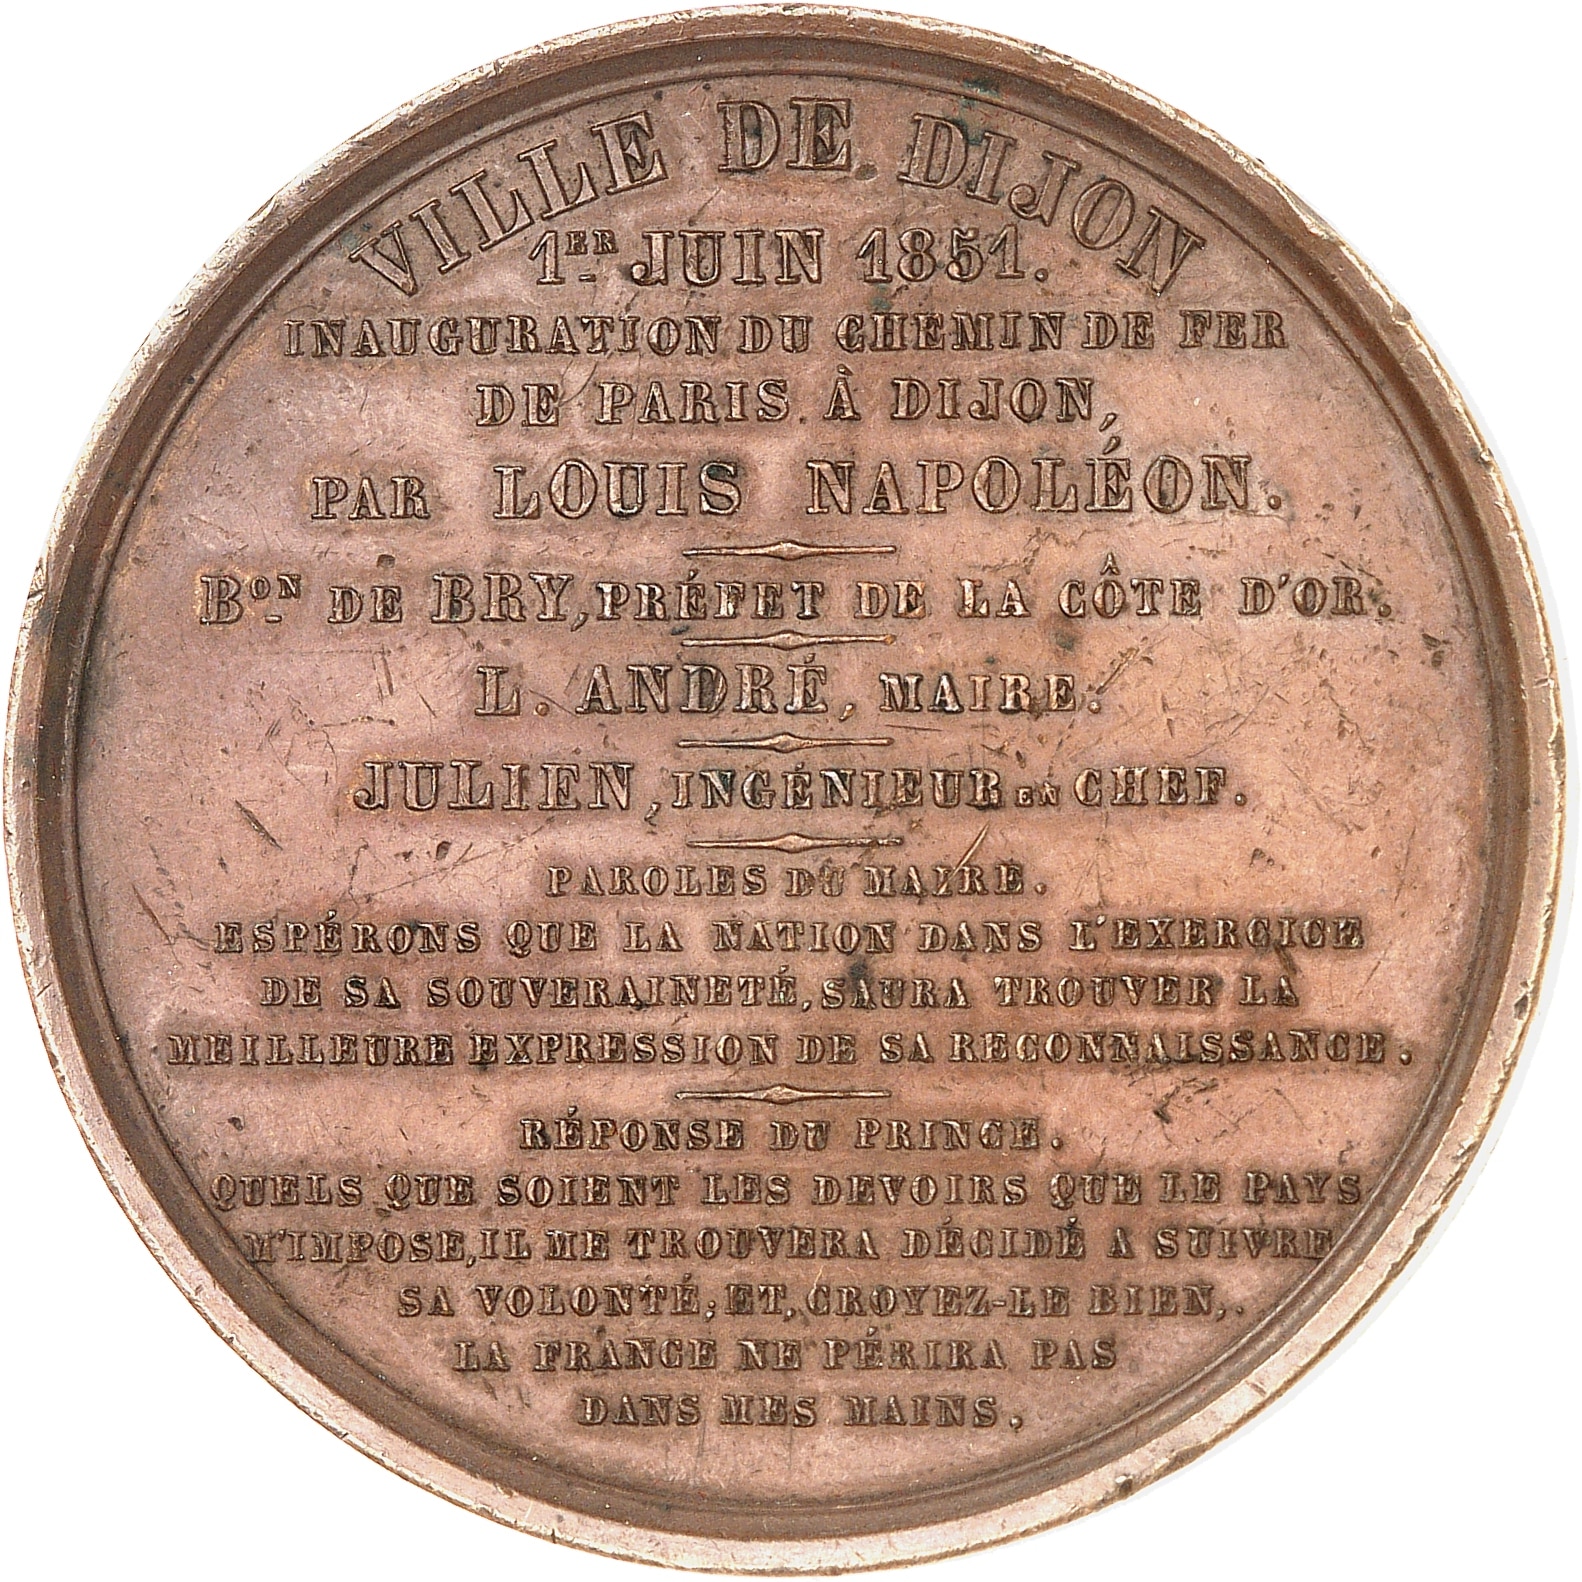 VILLE DE DIJON
1ER JUIN 1851.
INAUGURATION DU CHEMIN DE FER
DE PARIS À DIJON,
PAR LOUIS NAPOLÉON.
BON DE BRY, PRÉFET DE LA CÔTE D'OR.
L. ANDRÉ, MAIRE.
JULIEN, INGÉNIEUR EN CHEF.
PAROLES DU MAIRE.
ESPÉRONS QUE LA NATION DANS L'EXERCICE
DE SA SOUVERAINETÉ, SAURA TROUVER LA
MEILLEURE EXPRESSION DE SA RECONNAISSANCE.
RÉPONSE DU PRINCE.
QUELS QUE SOIENT LES DEVOIRS QUE LE PAYS
M'IMPOSE, IL ME TROUVERA DÉCIDÉ A SUIVRE
SA VOLONTÉ; ET, CROYEZ-LE BIEN,
LA FRANCE NE PÉRIRA PAS
DANS MES MAINS.